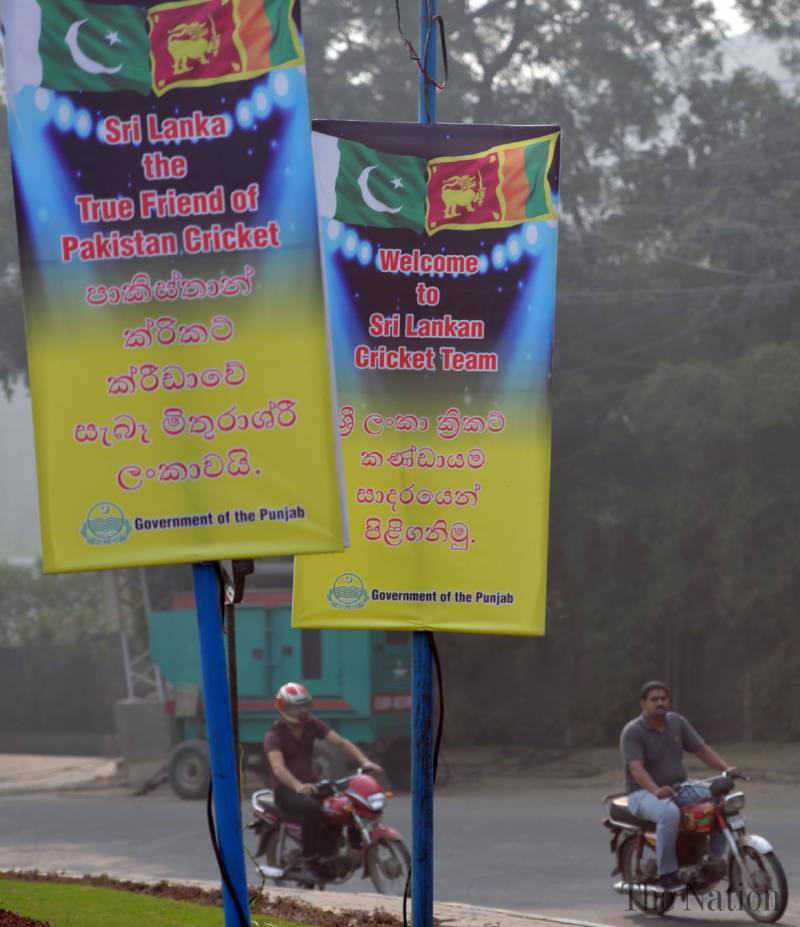 Sri Lanka
the
True Friend of
Pakistan Cricket
පාකිස්තාන්
ක්රිකට්
ක්රීඩාවේ
සැබෑ මිතුරාශ්රී
ලංකාවයි.
Government of the Punjab
Welcome
to
Sri Lankan
Cricket Team
ශ්‍රී ලංකා ක්‍රිකට්
කණ්ඩායම
සාදරයෙන්
පිළිගනිමු.
Government of the Punjab
The Nation